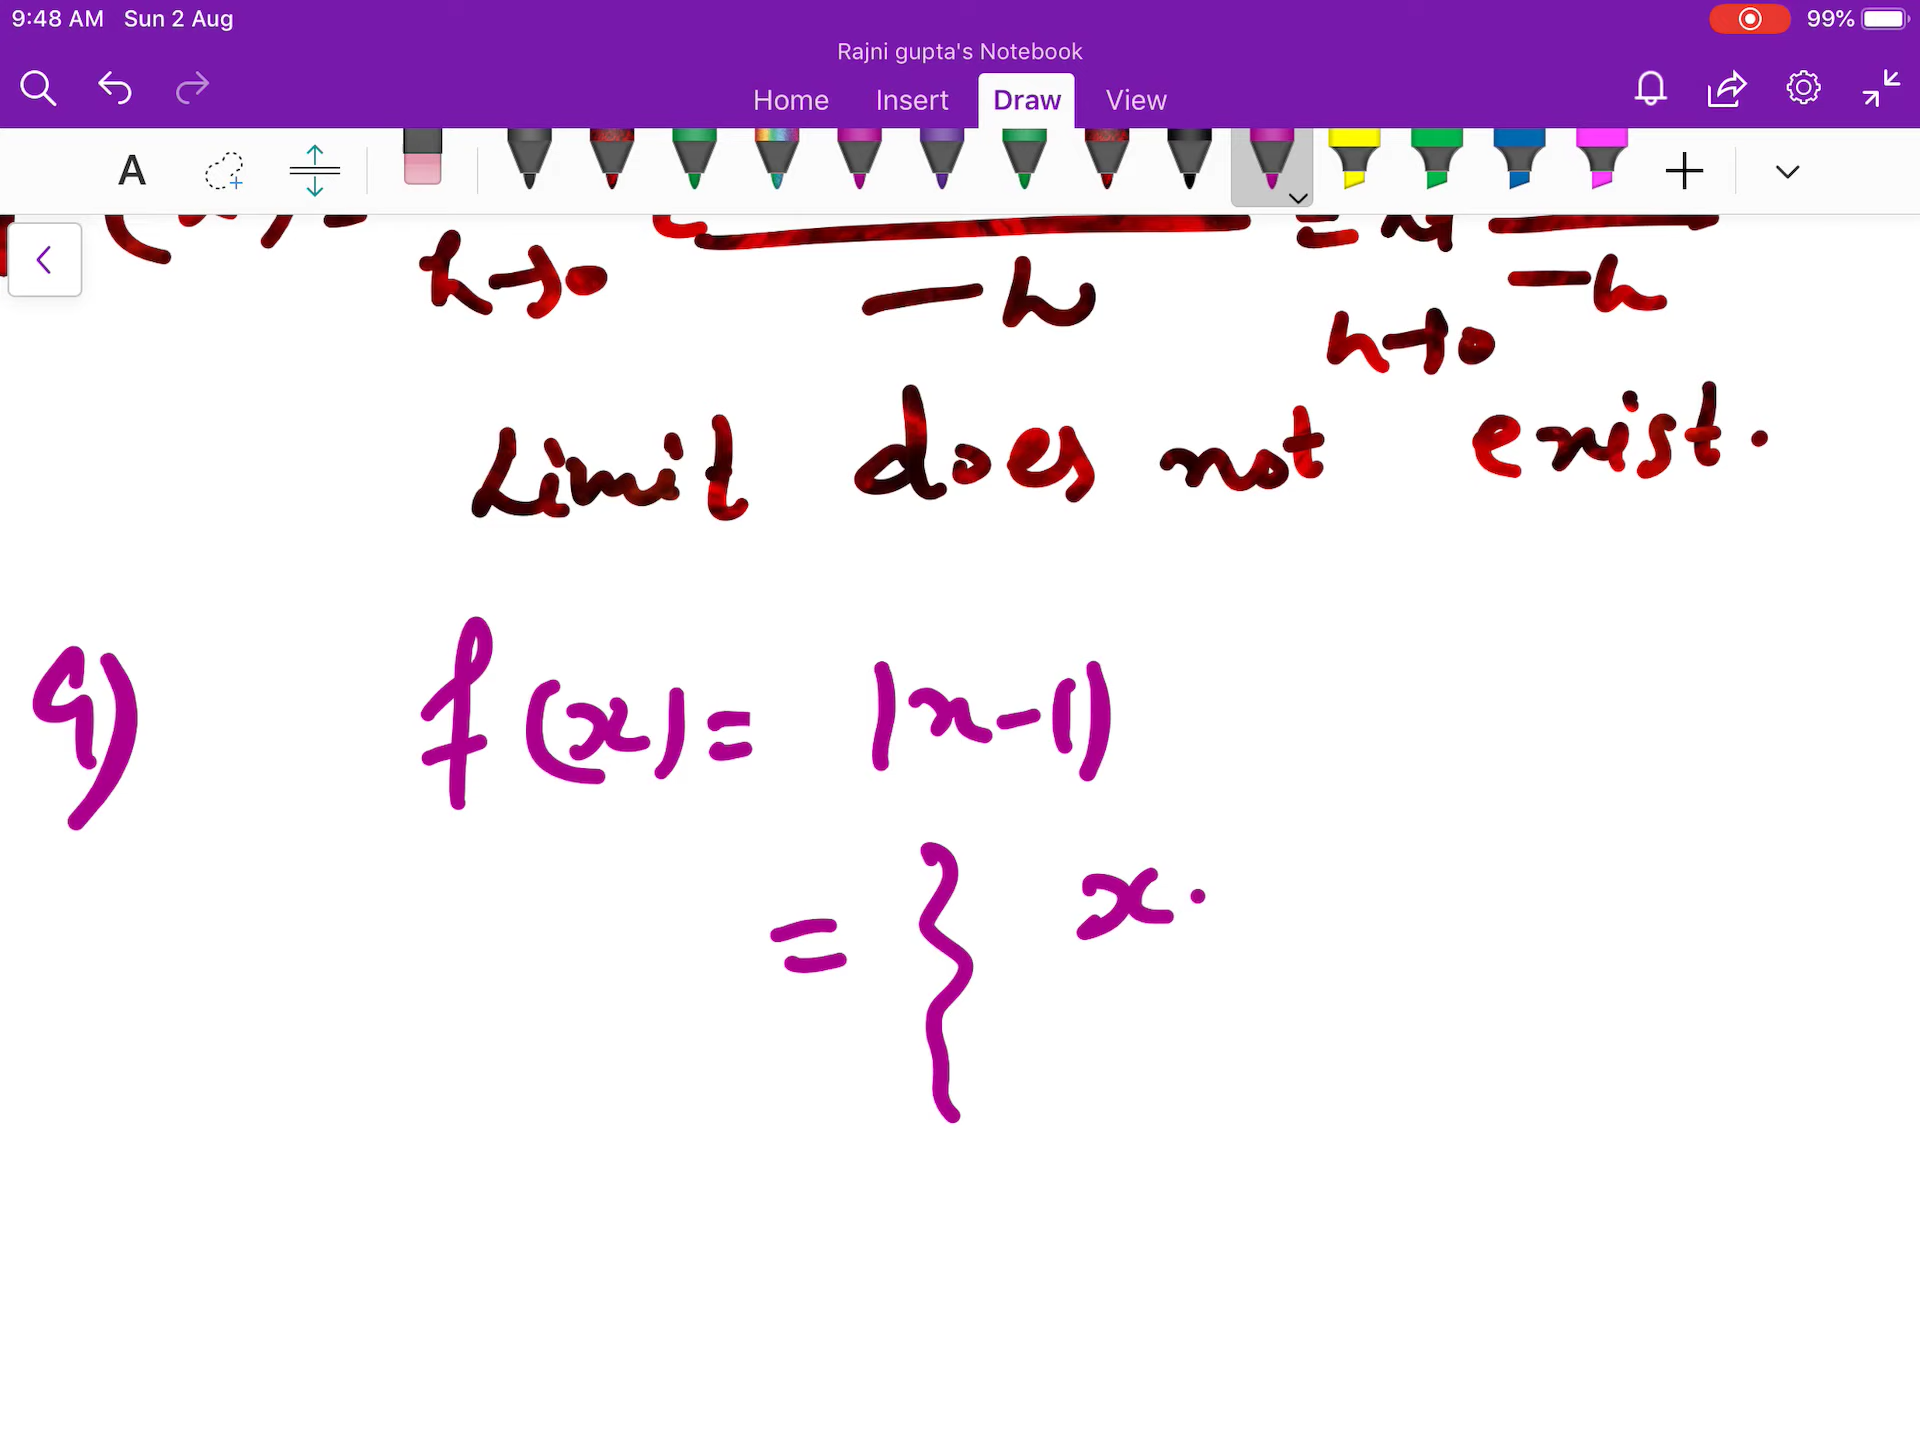 9:48 AM Sun 2 Aug
99%
Rajni gupta's Notebook
Home Insert Draw View
A
h→0 -h -h
h→0
Limit does not exist.
9) f(x) = |x-1|
= { x.